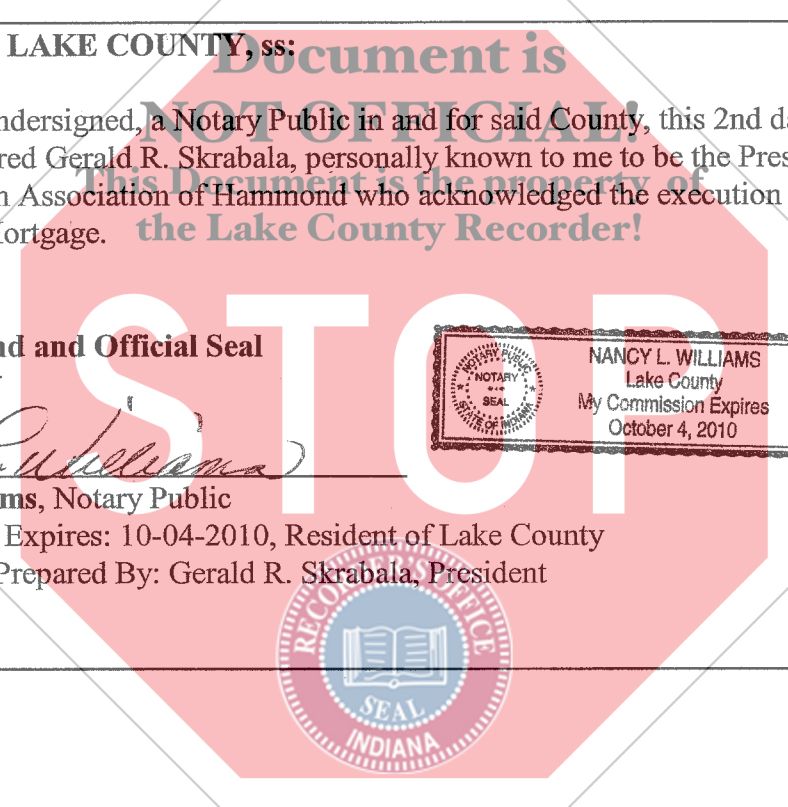 LAKE COUNTY, ss:
Document is
NOT OFFICIAL!
This Document is the property of
the Lake County Recorder!
ndersigned, a Notary Public in and for said County, this 2nd da
red Gerald R. Skrabala, personally known to me to be the Pres
n Association of Hammond who acknowledged the execution
Mortgage.
STOP
nd and Official Seal
NOTARY PUBLIC
NOTARY
SEAL
STATE OF INDIANA
NANCY L. WILLIAMS
Lake County
My Commission Expires
October 4, 2010
L. Williams
ms, Notary Public
Expires: 10-04-2010, Resident of Lake County
Prepared By: Gerald R. Skrabala, President
RECORDER'S OFFICE
SEAL
INDIANA